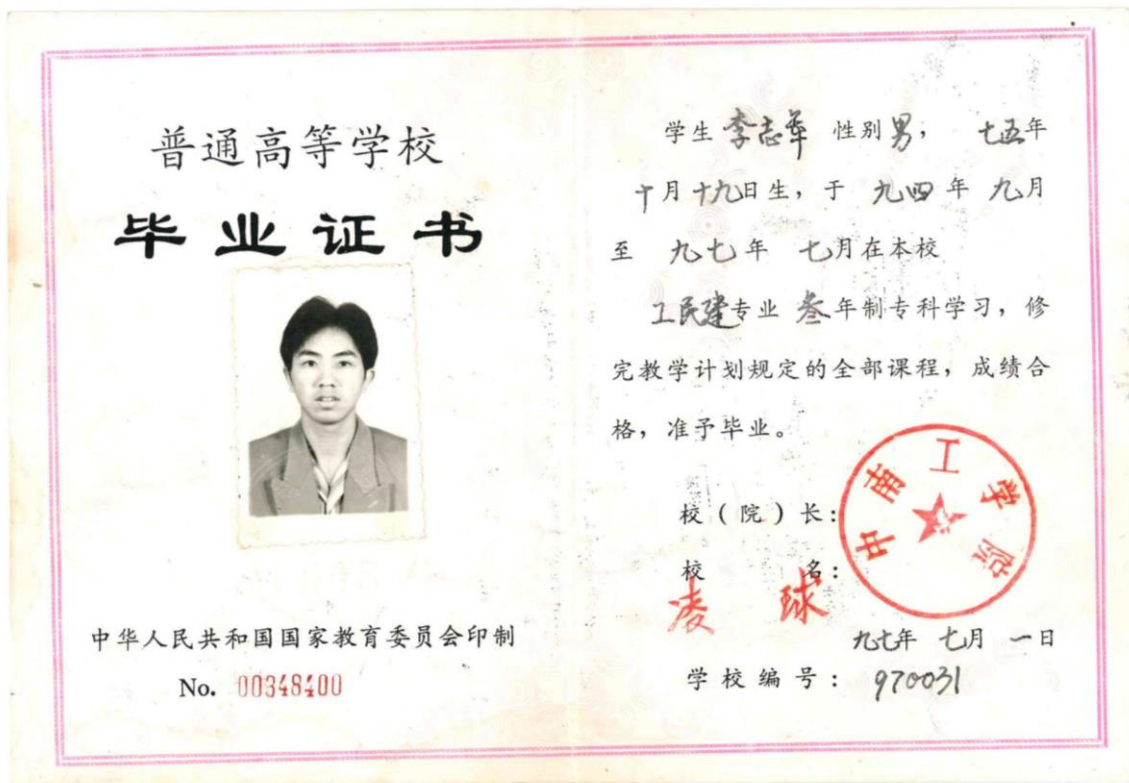 普通高等学校
毕业证书
中华人民共和国国家教育委员会印制
No. 00348400
学生 李志军 性别 男, 七五年
十月十九日生,于 九四年 九月
至 九七年 七月在本校
工民建专业 叁年制专科学习,修
完教学计划规定的全部课程,成绩合
格,准予毕业。
校(院)长:
校 名:
凌 球
中南工学院
九七年 七月 一日
学校编号: 970031